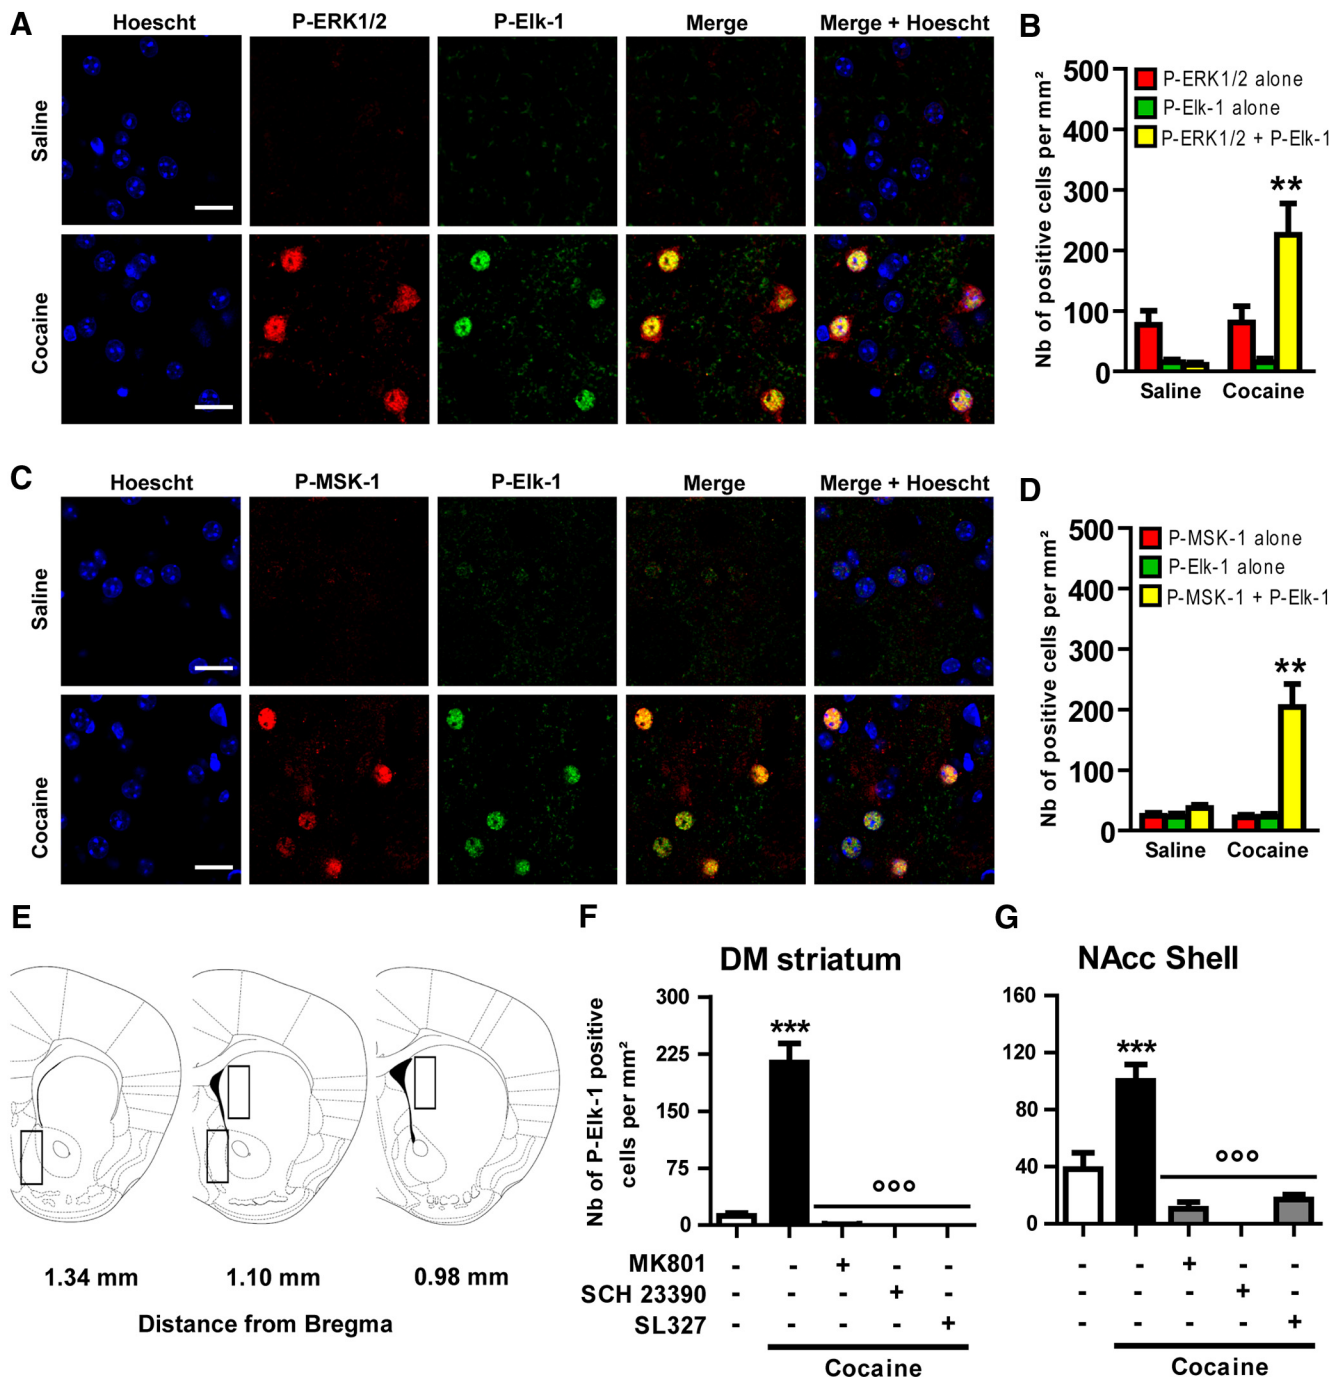 A
Hoescht P-ERK1/2 P-Elk-1 Merge Merge + Hoescht
Saline
Cocaine
B
Nb of positive cells per mm²
500
400
300
200
100
0
P-ERK1/2 alone
P-Elk-1 alone
P-ERK1/2 + P-Elk-1
**
Saline Cocaine
C
Hoescht P-MSK-1 P-Elk-1 Merge Merge + Hoescht
Saline
Cocaine
D
Nb of positive cells per mm²
500
400
300
200
100
0
P-MSK-1 alone
P-Elk-1 alone
P-MSK-1 + P-Elk-1
**
Saline Cocaine
E
1.34 mm 1.10 mm 0.98 mm
Distance from Bregma
F
DM striatum
Nb of P-Elk-1 positive
cells per mm²
300
225
150
75
0
***
°°°
MK801 - - + - -
SCH 23390 - - - + -
SL327 - - - - +
Cocaine
G
NAcc Shell
160
120
80
40
0
***
°°°
- - + - -
- - - + -
- - - - +
Cocaine